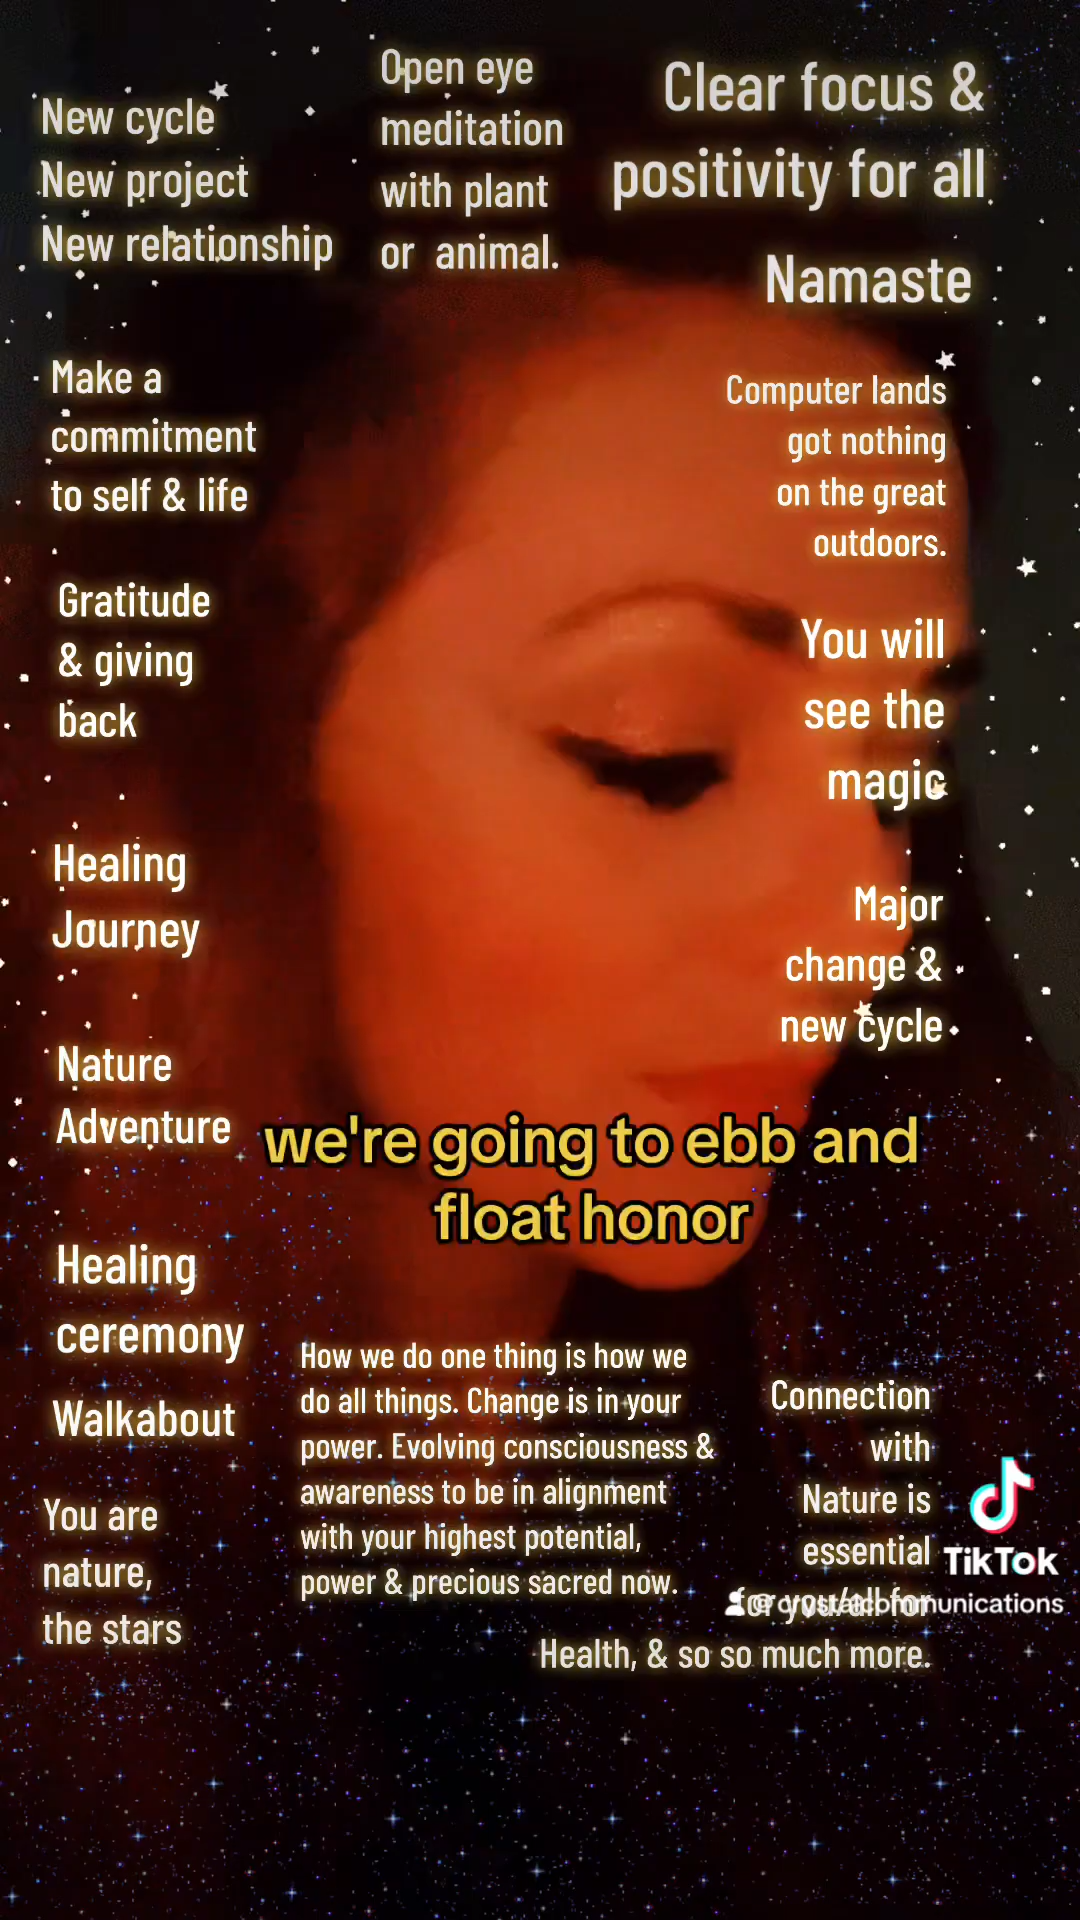 New cycle
New project
New relationship
Open eye
meditation
with plant
or animal.
Clear focus &
positivity for all
Namaste
Make a
commitment
to self & life
Computer lands
got nothing
on the great
outdoors.
Gratitude
& giving
back
You will
see the
magic
Healing
Journey
Major
change &
new cycle
Nature
Adventure
we're going to ebb and
float honor
Healing
ceremony
Walkabout
You are
nature,
the stars
How we do one thing is how we
do all things. Change is in your
power. Evolving consciousness &
awareness to be in alignment
with your highest potential,
power & precious sacred now.
Connection
with
Nature is
essential
for you/all for
Health, & so so much more.
TikTok
@crystalcommunications